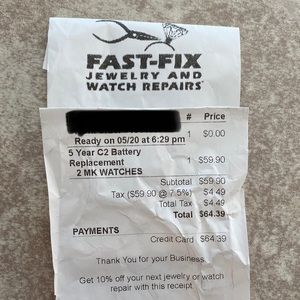 FAST-FIX
JEWELRY AND
WATCH REPAIRS
# Price
Ready on 05/20 at 6:29 pm 1 $0.00
5 Year C2 Battery
Replacement 1 $59.90
2 MK WATCHES
Subtotal $59.90
Tax ($59.90 @ 7.5%) $4.49
Total Tax $4.49
Total $64.39
PAYMENTS
Credit Card $64.39
Thank You for your Business.
Get 10% off your next jewelry or watch
repair with this receipt